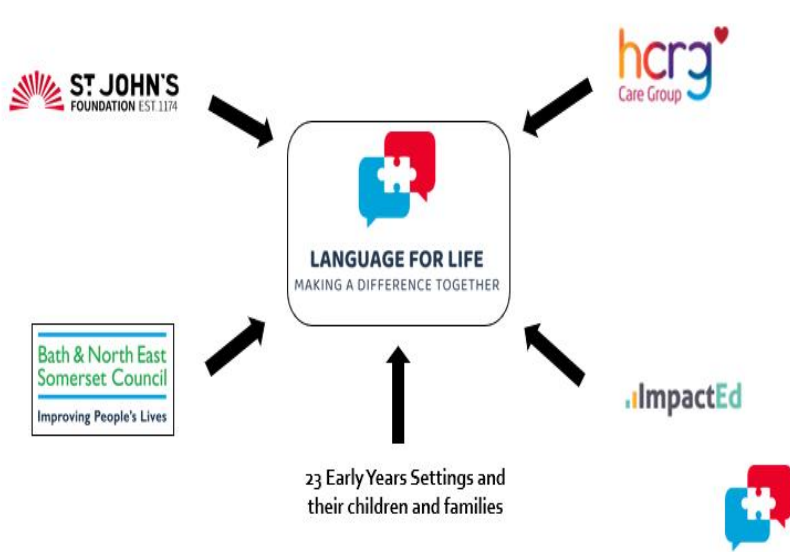 ST JOHN'S
FOUNDATION EST.1174
hcrg
Care Group
LANGUAGE FOR LIFE
MAKING A DIFFERENCE TOGETHER
Bath & North East
Somerset Council
Improving People's Lives
ImpactEd
23 Early Years Settings and
their children and families